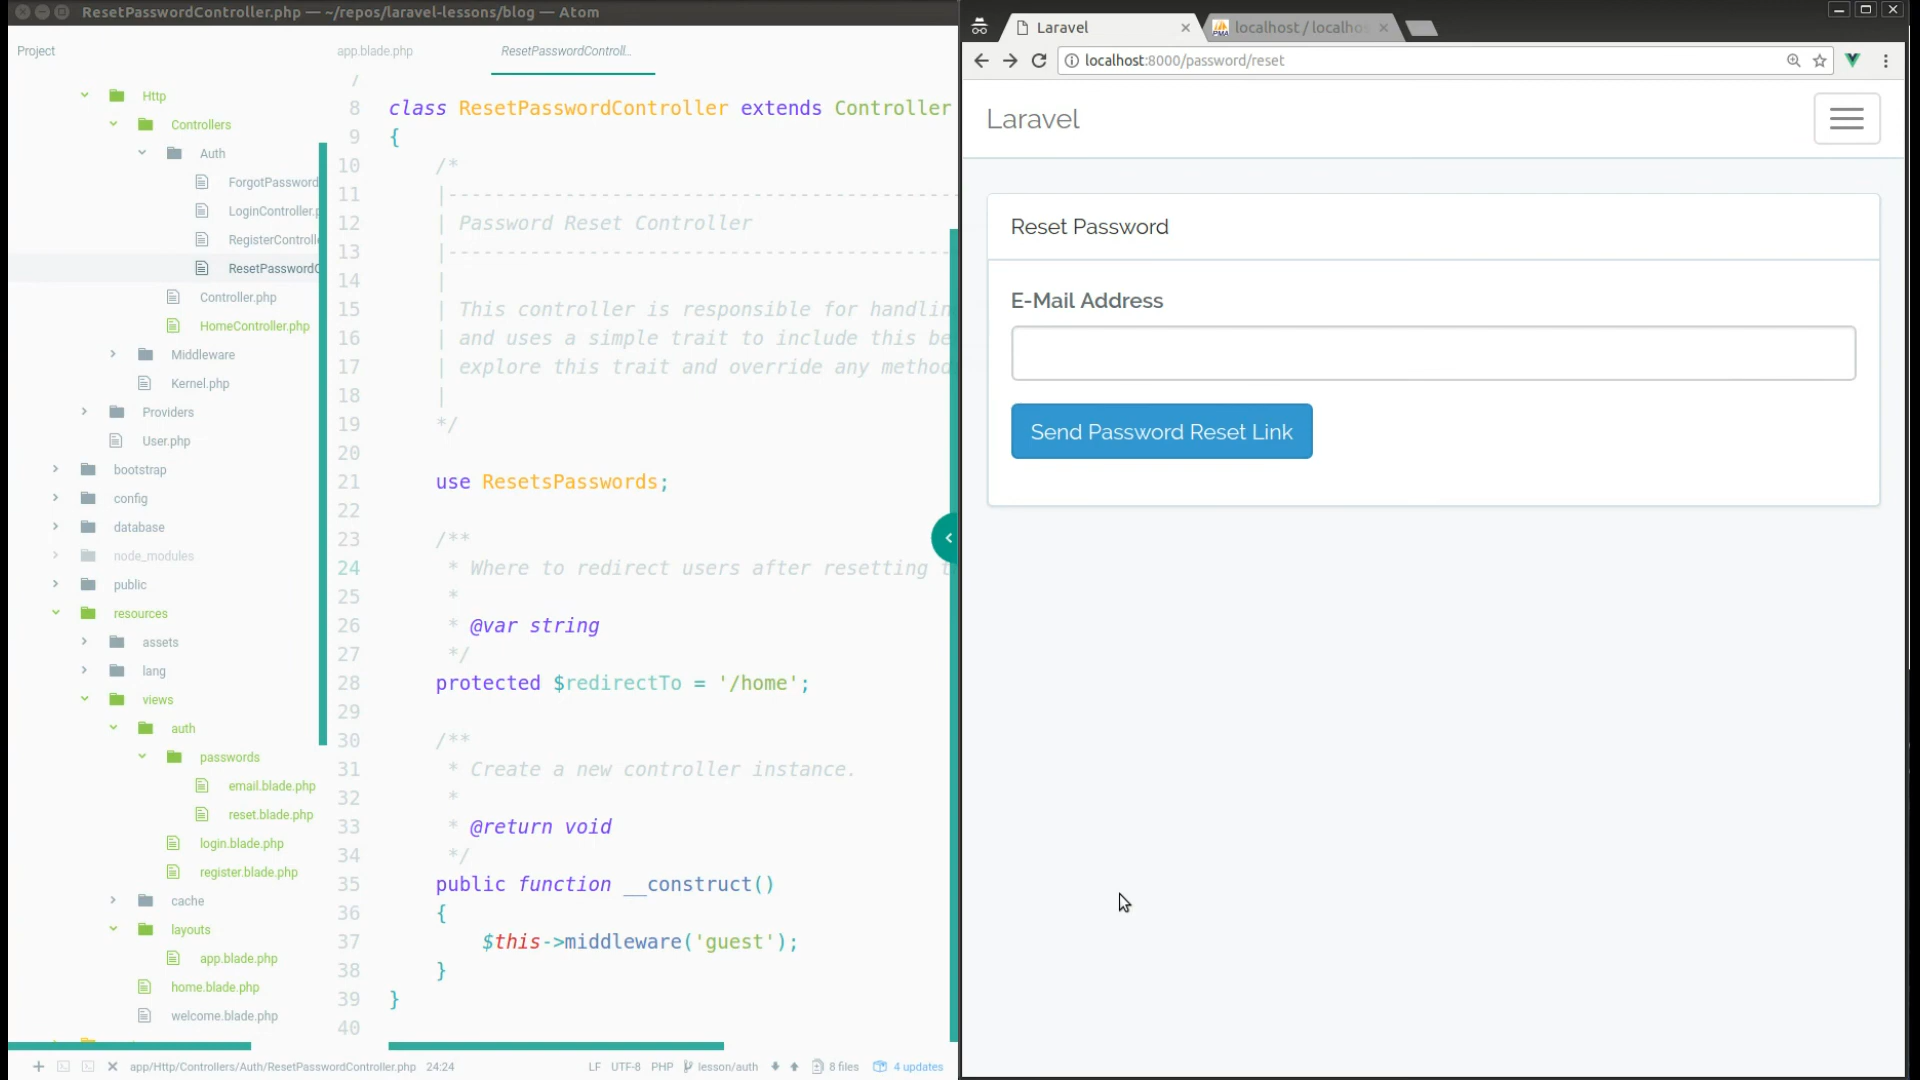 ResetPasswordController.php — ~/repos/laravel-lessons/blog — Atom
Project
Http
Controllers
Auth
ForgotPassword
LoginController.p
RegisterControlle
ResetPasswordC
Controller.php
HomeController.php
Middleware
Kernel.php
Providers
User.php
bootstrap
config
database
node_modules
public
resources
assets
lang
views
auth
passwords
email.blade.php
reset.blade.php
login.blade.php
register.blade.php
cache
layouts
app.blade.php
home.blade.php
welcome.blade.php
app.blade.php
ResetPasswordControll...
7
8 class ResetPasswordController extends Controller
9 {
10 /*
11 |-------------------------------------------
12 | Password Reset Controller
13 |-------------------------------------------
14 |
15 | This controller is responsible for handlin
16 | and uses a simple trait to include this be
17 | explore this trait and override any method
18 |
19 */
20
21 use ResetsPasswords;
22
23 /**
24 * Where to redirect users after resetting t
25 *
26 * @var string
27 */
28 protected $redirectTo = '/home';
29
30 /**
31 * Create a new controller instance.
32 *
33 * @return void
34 */
35 public function __construct()
36 {
37 $this->middleware('guest');
38 }
39 }
40
app/Http/Controllers/Auth/ResetPasswordController.php 24:24
LF UTF-8 PHP lesson/auth 8 files 4 updates
Laravel
localhost / localhos
localhost:8000/password/reset
Laravel
Reset Password
E-Mail Address
Send Password Reset Link